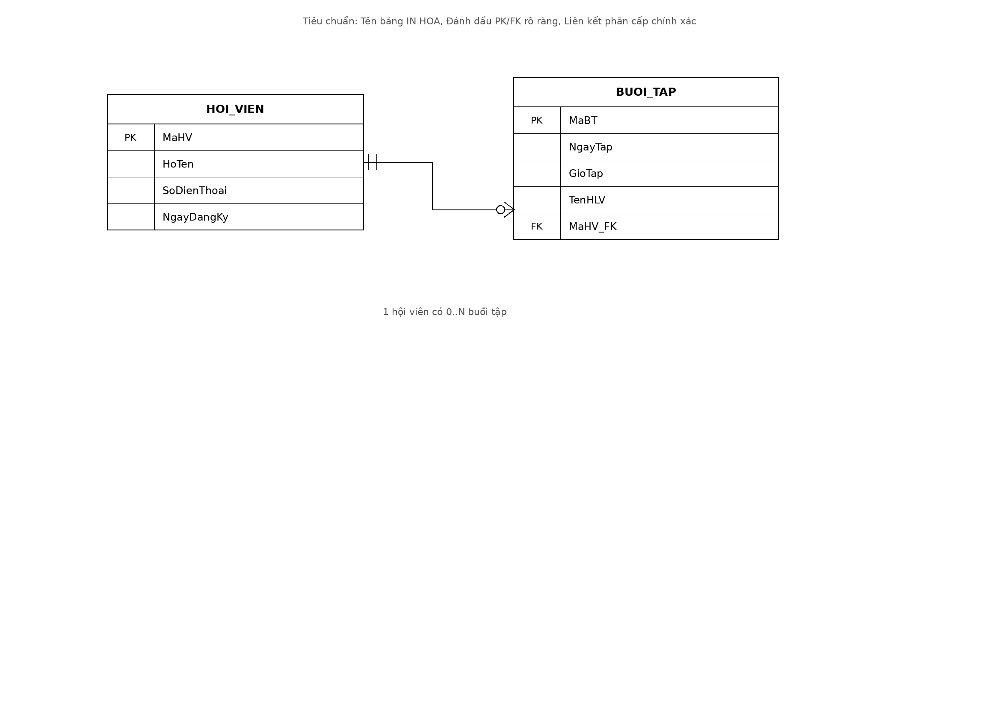 Tiêu chuẩn: Tên bảng IN HOA, Đánh dấu PK/FK rõ ràng, Liên kết phân cấp chính xác
HOI_VIEN
PK MaHV
HoTen
SoDienThoai
NgayDangKy
BUOI_TAP
PK MaBT
NgayTap
GioTap
TenHLV
FK MaHV_FK
1 hội viên có 0..N buổi tập